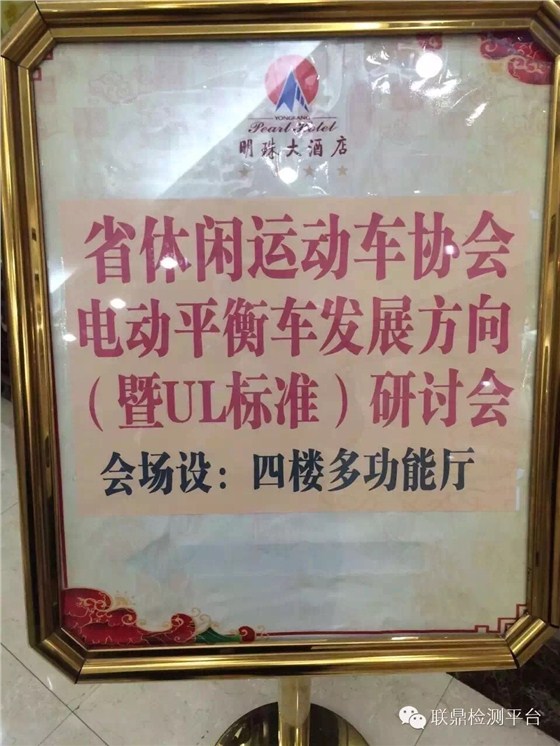 YONGKANG
Pearl Hotel
明珠大酒店
省休闲运动车协会
电动平衡车发展方向
（暨UL标准）研讨会
会场设：四楼多功能厅
联鼎检测平台